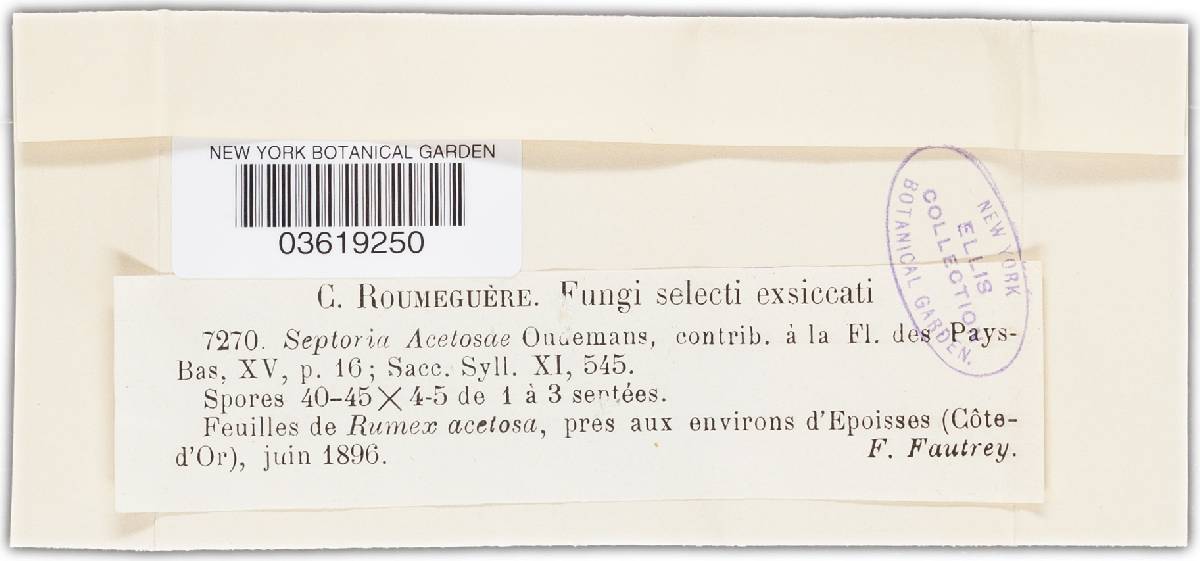 NEW YORK BOTANICAL GARDEN
03619250
NEW YORK
ELLIS
COLLECTION
BOTANICAL GARDEN.
C. ROUMEGUÈRE. Fungi selecti exsiccati
7270. Septoria Acetosae Oudemans, contrib. à la Fl. des Pays-
Bas, XV, p. 16; Sacc. Syll. XI, 545.
Spores 40-45 × 4-5 de 1 à 3 septées.
Feuilles de Rumex acetosa, pres aux environs d'Epoisses (Côte-
d'Or), juin 1896. F. Fautrey.